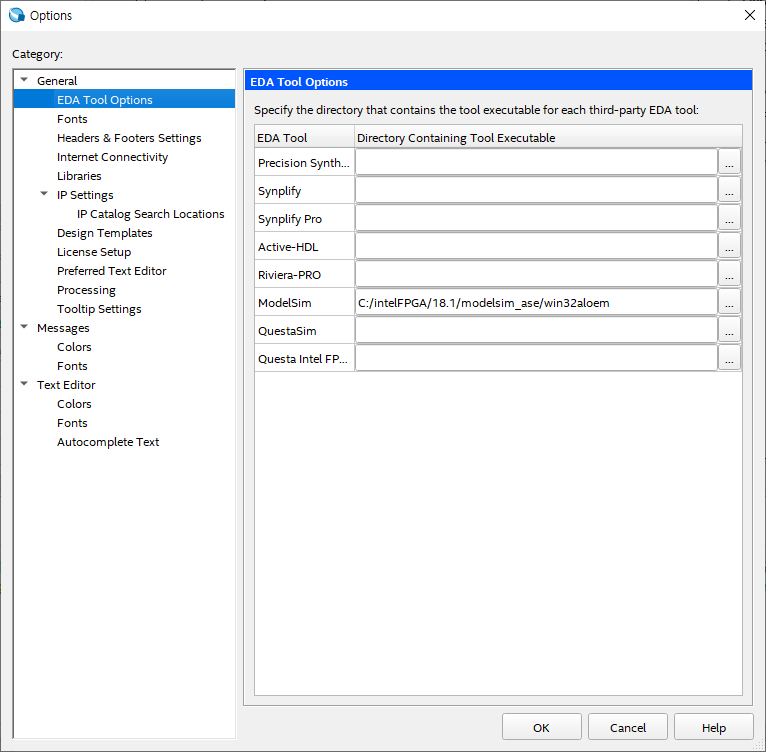 Options
Category:
General
EDA Tool Options
Fonts
Headers & Footers Settings
Internet Connectivity
Libraries
IP Settings
IP Catalog Search Locations
Design Templates
License Setup
Preferred Text Editor
Processing
Tooltip Settings
Messages
Colors
Fonts
Text Editor
Colors
Fonts
Autocomplete Text
EDA Tool Options
Specify the directory that contains the tool executable for each third-party EDA tool:
EDA Tool Directory Containing Tool Executable
Precision Synth... ...
Synplify ...
Synplify Pro ...
Active-HDL ...
Riviera-PRO ...
ModelSim C:/intelFPGA/18.1/modelsim_ase/win32aloem ...
QuestaSim ...
Questa Intel FP... ...
OK Cancel Help